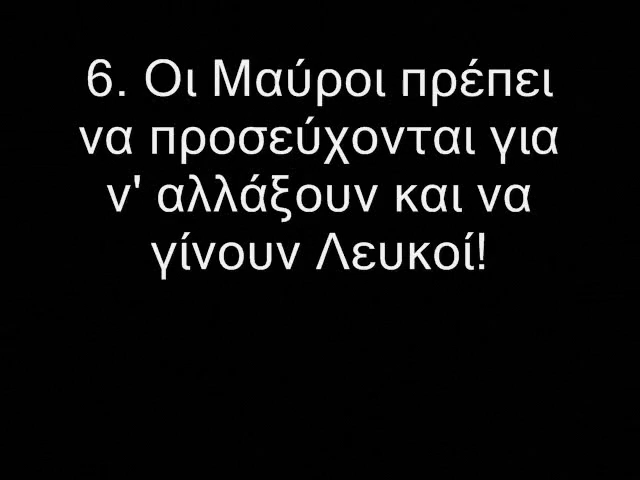 6. Οι Μαύροι πρέπει
να προσεύχονται για
ν' αλλάξουν και να
γίνουν Λευκοί!